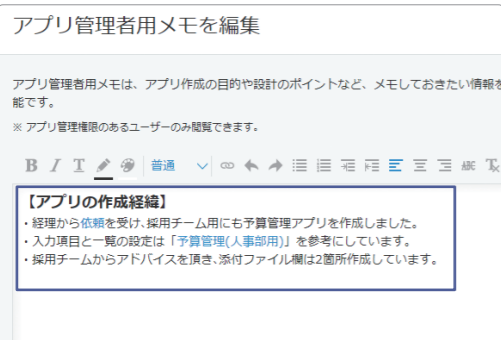 アプリ管理者用メモを編集
アプリ管理者用メモは、アプリ作成の目的や設計のポイントなど、メモしておきたい情報を
能です。
※ アプリ管理権限のあるユーザーのみ閲覧できます。
B I T 普通 ABC Tx
【アプリの作成経緯】
・経理から依頼を受け、採用チーム用にも予算管理アプリを作成しました。
・入力項目と一覧の設定は「予算管理(人事部用)」を参考にしています。
・採用チームからアドバイスを頂き、添付ファイル欄は2箇所作成しています。